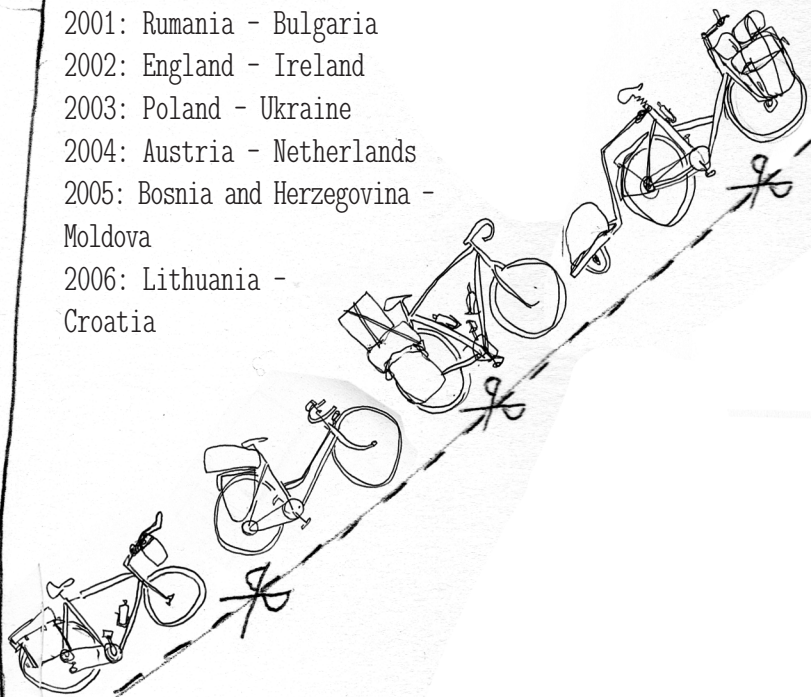 2001: Rumania - Bulgaria
2002: England - Ireland
2003: Poland - Ukraine
2004: Austria - Netherlands
2005: Bosnia and Herzegovina -
Moldova
2006: Lithuania -
Croatia